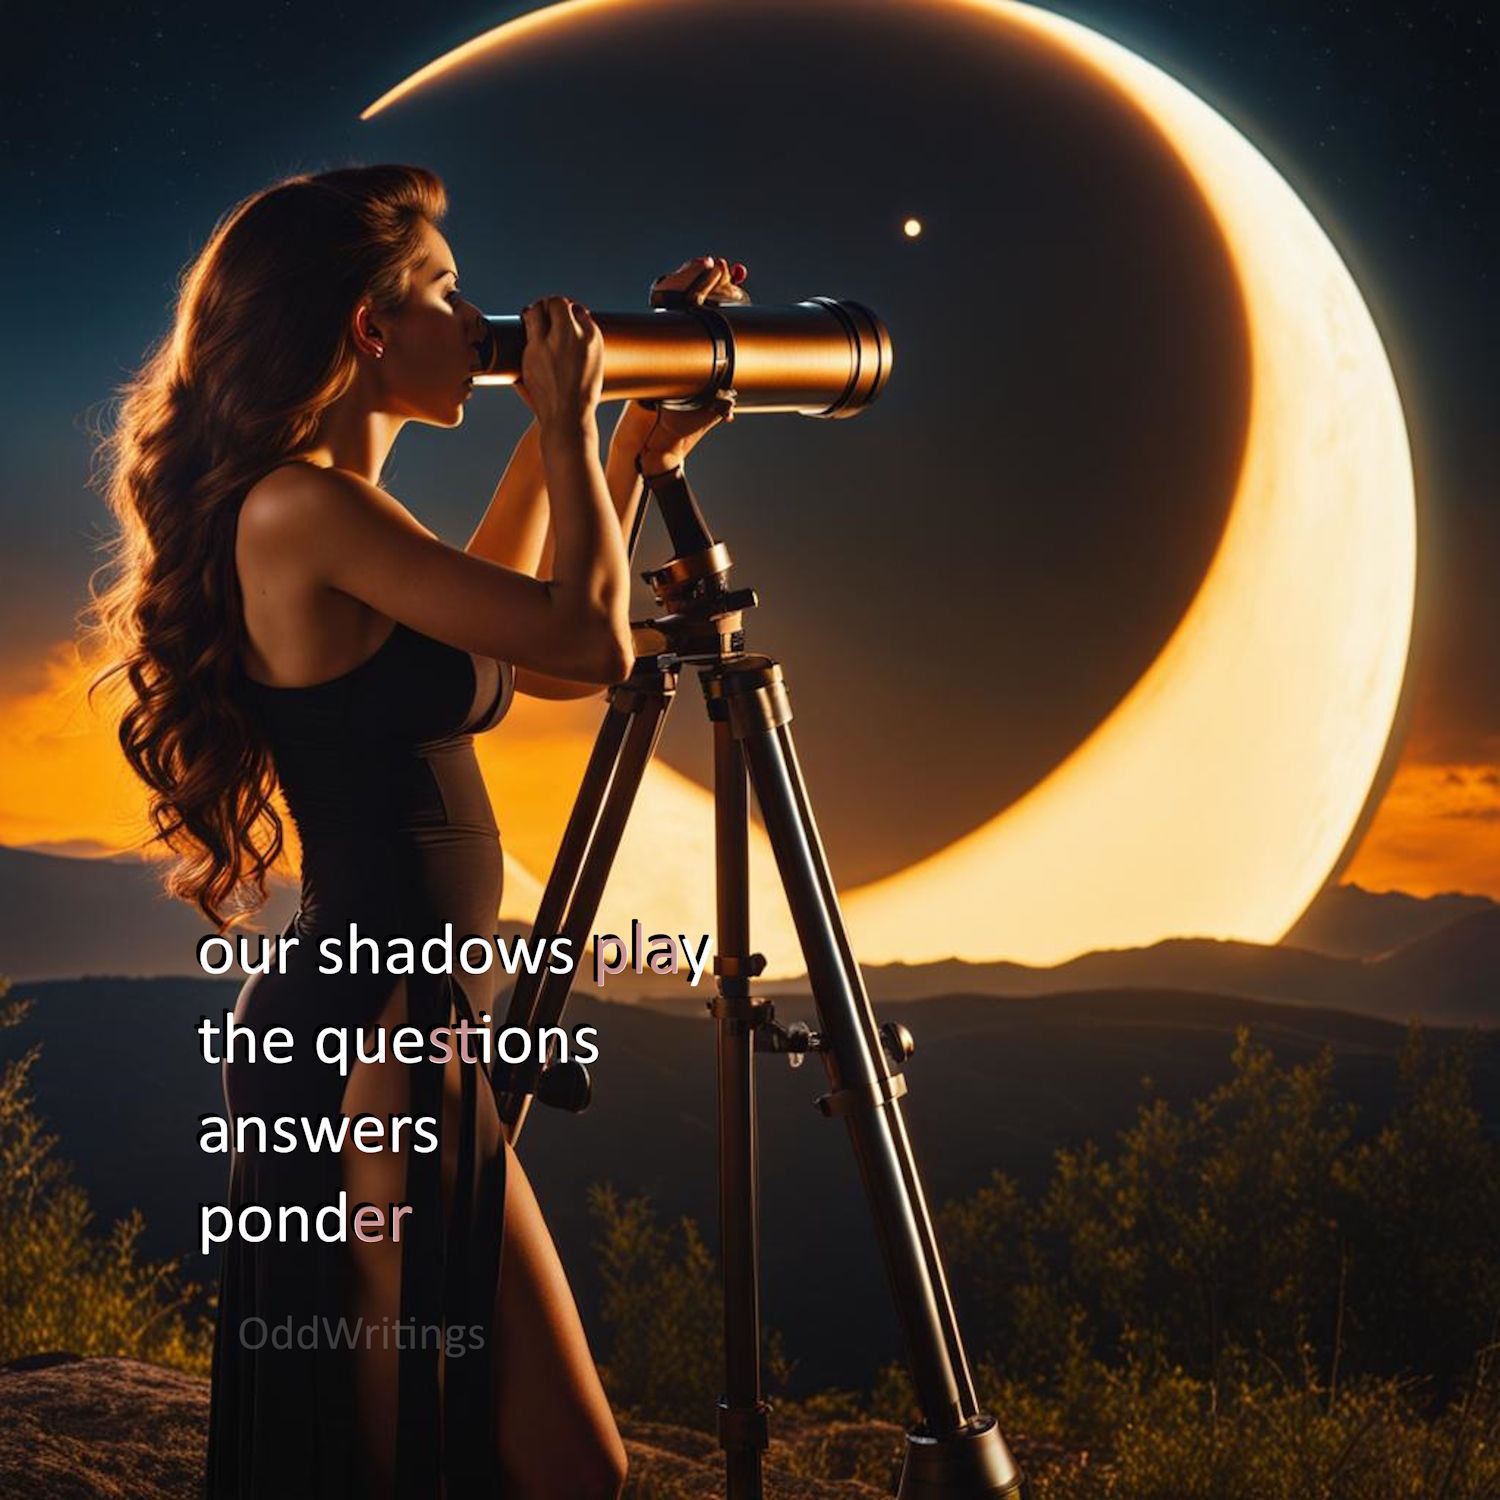 our shadows play
the questions
answers
ponder
OddWritings